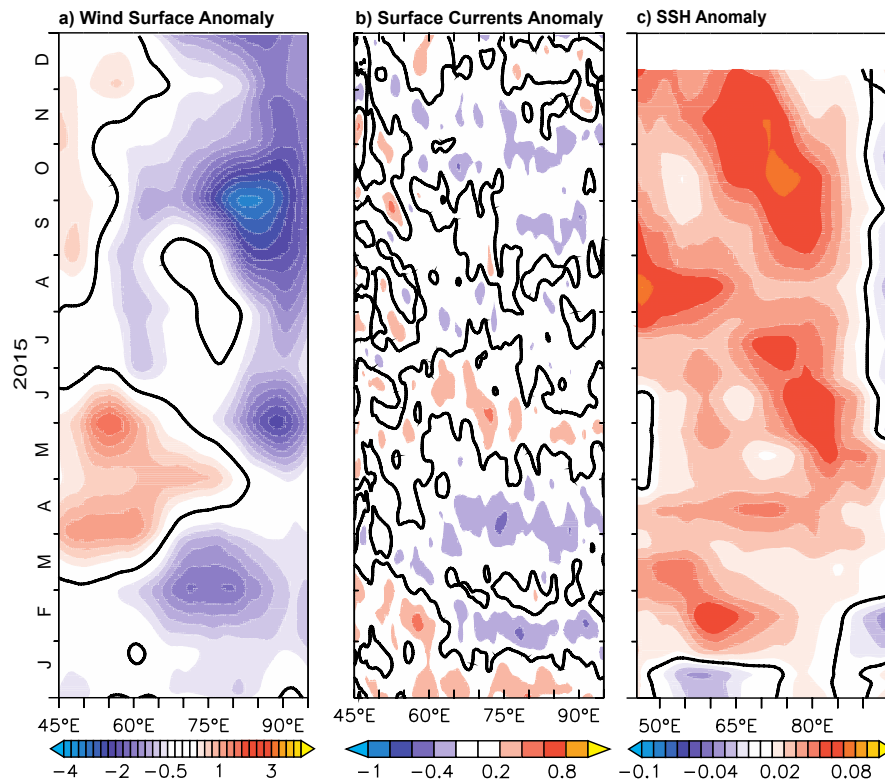 a) Wind Surface Anomaly
b) Surface Currents Anomaly
c) SSH Anomaly
D
N
O
S
A
J
J
M
A
M
F
J
2015
45°E 60°E 75°E 90°E
45°E 60°E 75°E 90°E
50°E 65°E 80°E
−4 −2 −0.5 1 3
−1 −0.4 0.2 0.8
−0.1 −0.04 0.02 0.08